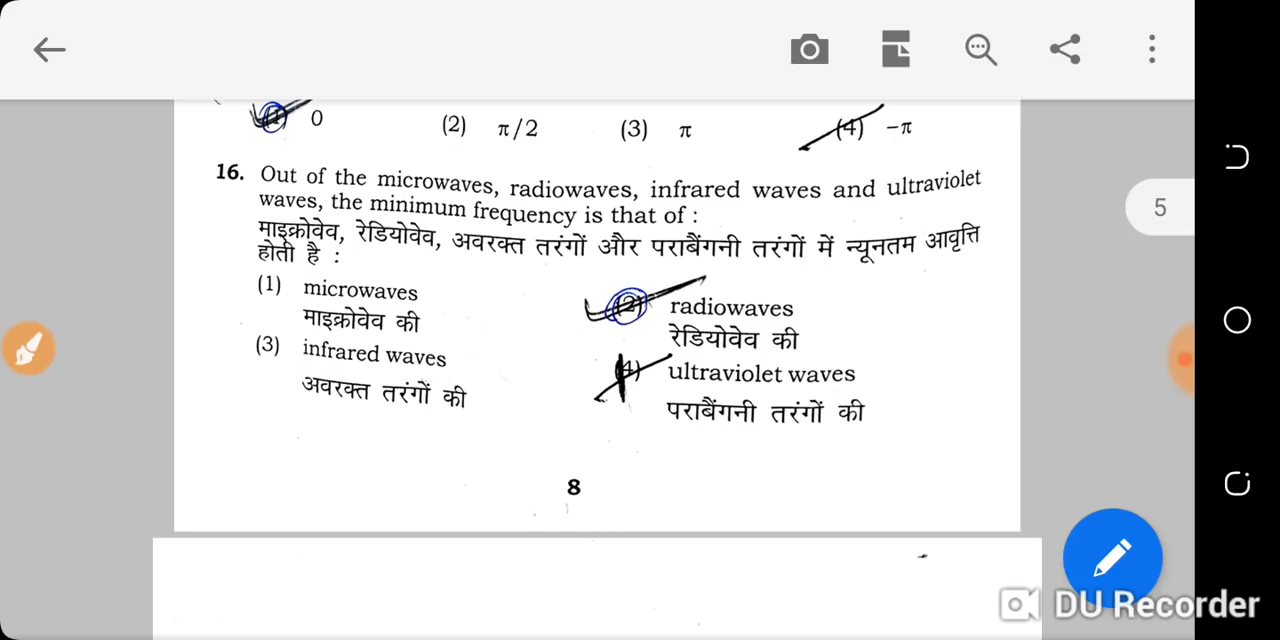 (1) 0 (2) π/2 (3) π (4) -π
16. Out of the microwaves, radiowaves, infrared waves and ultraviolet
waves, the minimum frequency is that of :
माइक्रोवेव, रेडियोवेव, अवरक्त तरंगों और पराबैंगनी तरंगों में न्यूनतम आवृत्ति
होती है :
(1) microwaves (2) radiowaves
माइक्रोवेव की रेडियोवेव की
(3) infrared waves (4) ultraviolet waves
अवरक्त तरंगों की पराबैंगनी तरंगों की
8
5
DU Recorder